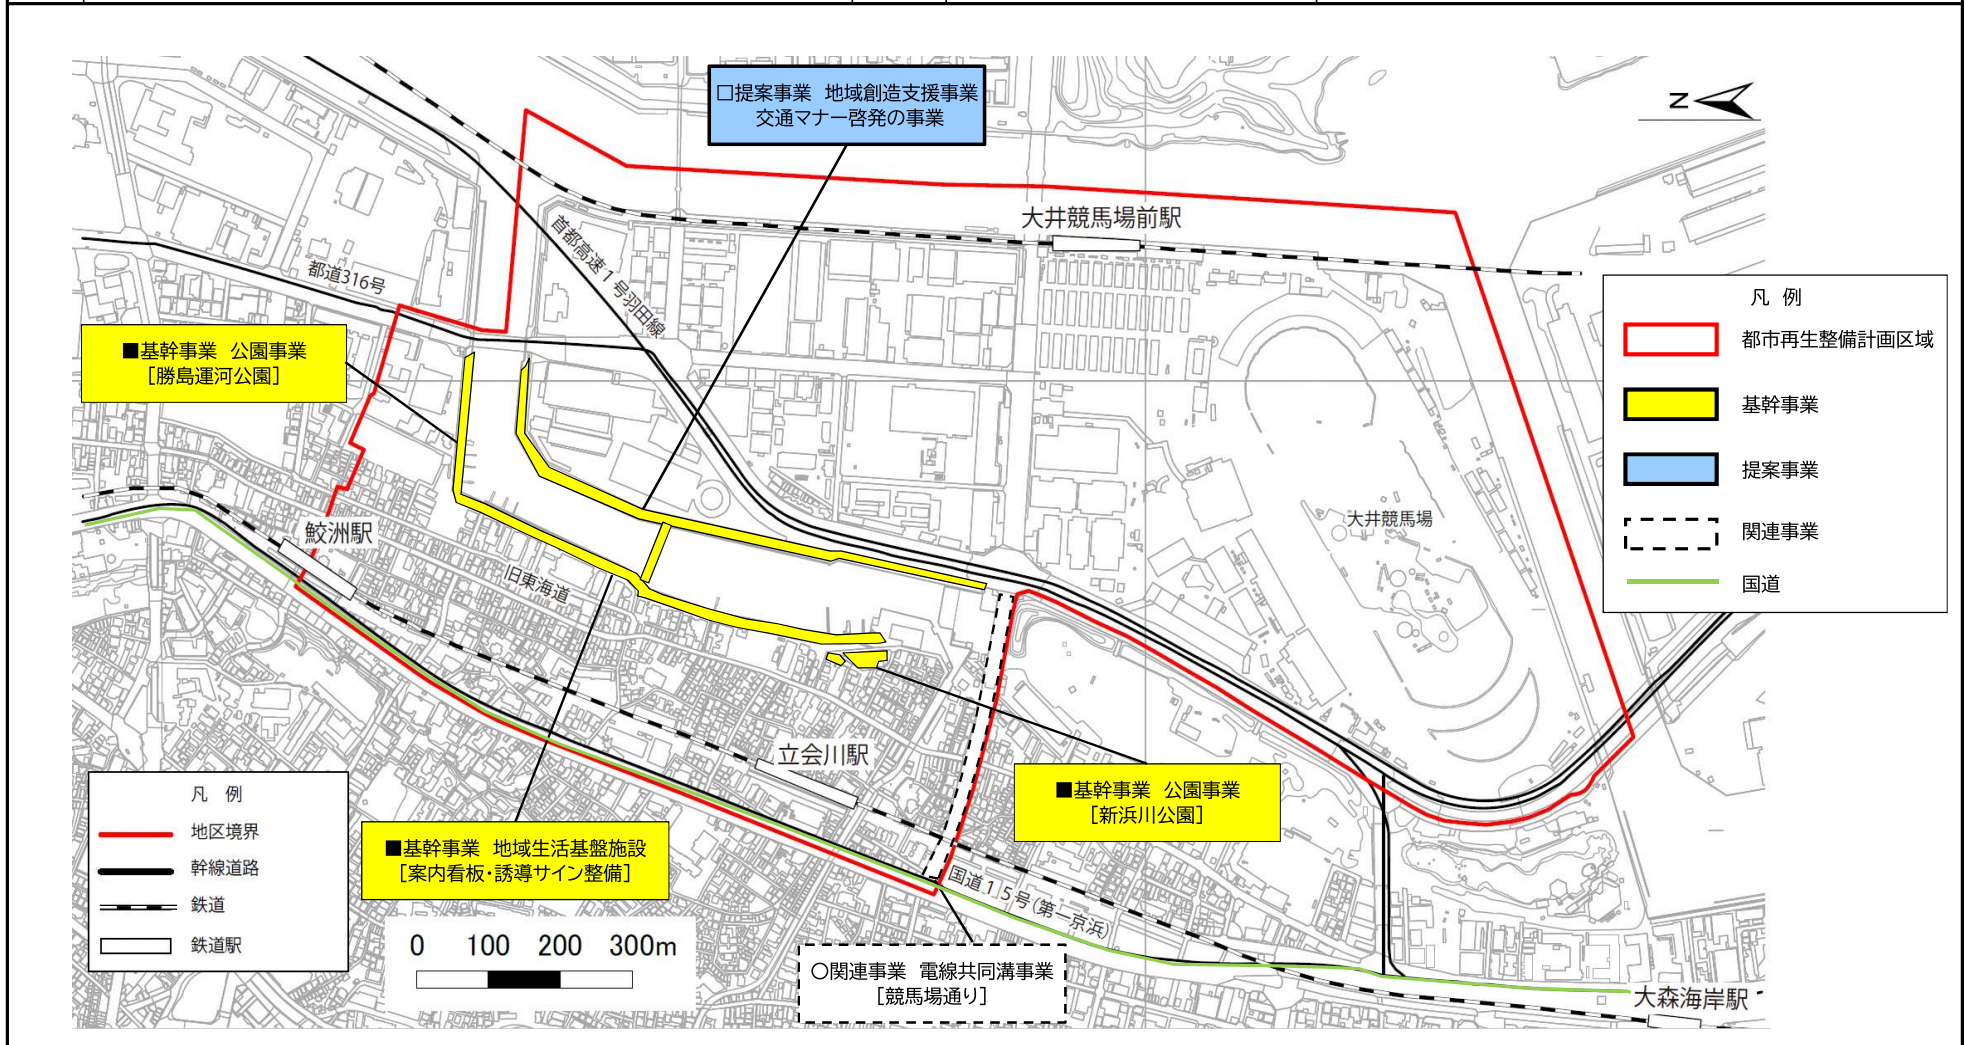 □提案事業 地域創造支援事業
交通マナー啓発の事業
N
大井競馬場前駅
首都高速1号羽田線
都道316号
■基幹事業 公園事業
[勝島運河公園]
凡 例
都市再生整備計画区域
基幹事業
提案事業
関連事業
国道
大井競馬場
鮫洲駅
旧東海道
立会川駅
■基幹事業 公園事業
[新浜川公園]
凡 例
地区境界
幹線道路
鉄道
鉄道駅
■基幹事業 地域生活基盤施設
[案内看板・誘導サイン整備]
国道15号(第一京浜)
0 100 200 300m
○関連事業 電線共同溝事業
[競馬場通り]
大森海岸駅